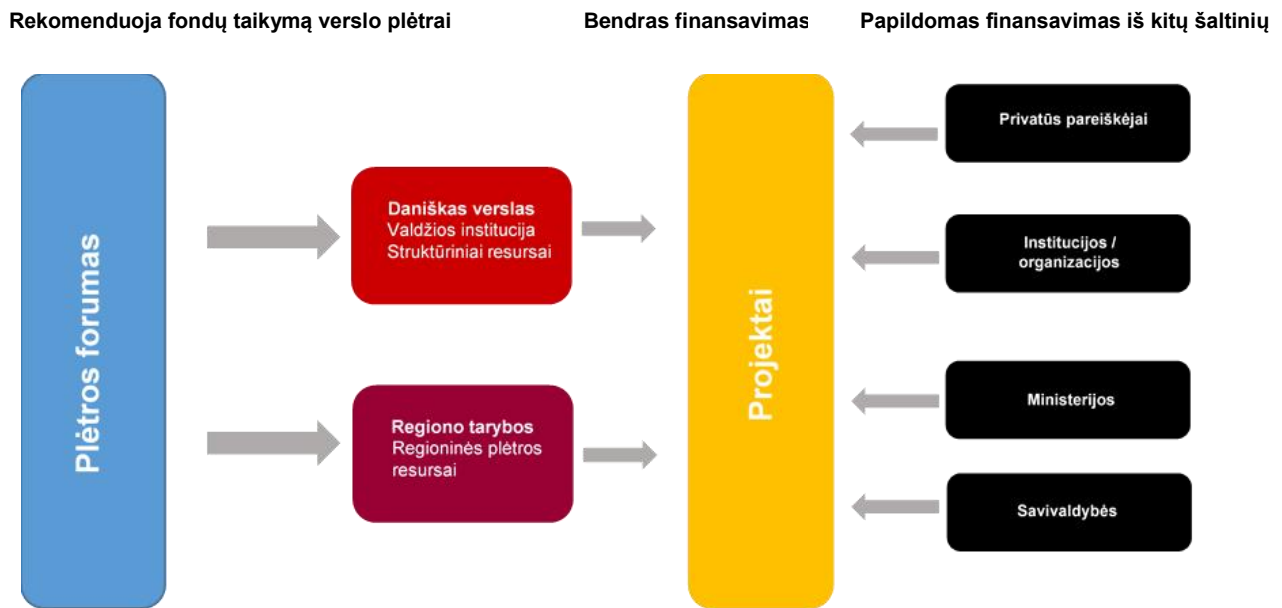 Rekomenduoja fondų taikymą verslo plėtrai
Bendras finansavimas
Papildomas finansavimas iš kitų šaltinių
Plėtros forumas
Daniškas verslas
Valdžios institucija
Struktūriniai resursai
Regiono tarybos
Regioninės plėtros
resursai
Projektai
Privatūs pareiškėjai
Institucijos /
organizacijos
Ministerijos
Savivaldybės